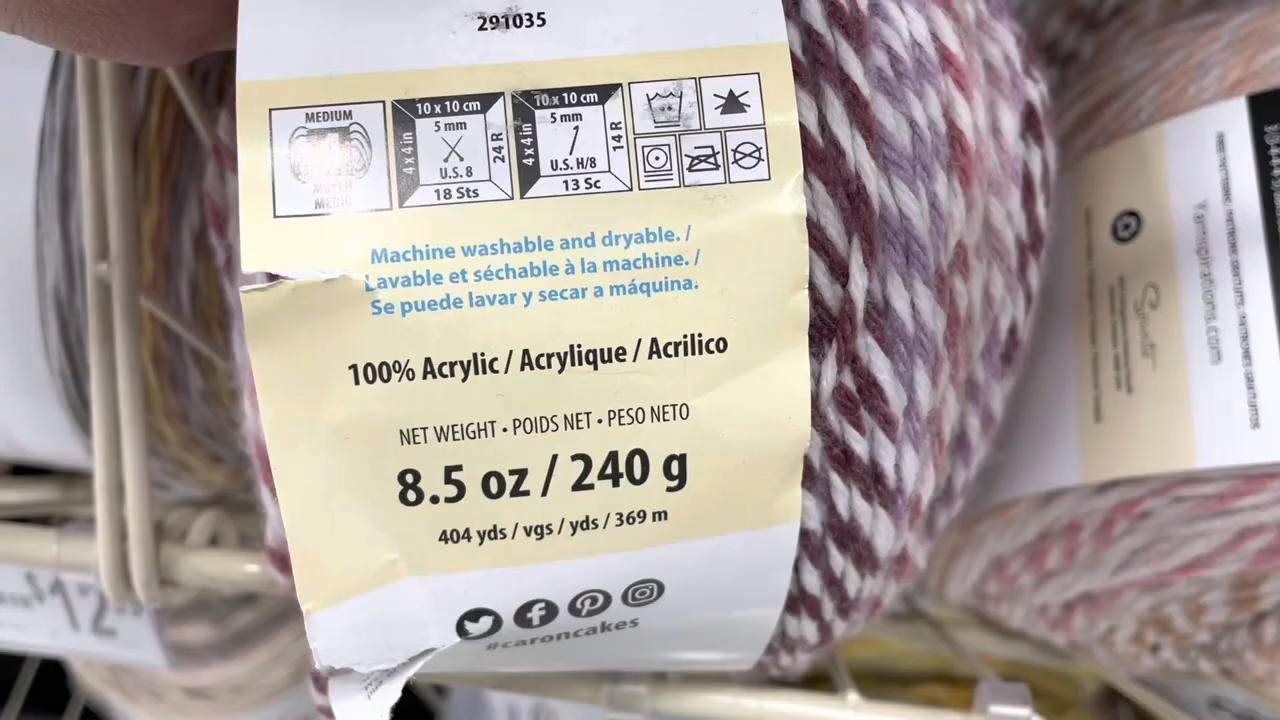 291035
MEDIUM
MOYEN
MEDIO
10 x 10 cm
4 x 4 in
5 mm
24 R
U.S. 8
18 Sts
10 x 10 cm
4 x 4 in
5 mm
14 R
U.S. H/8
13 Sc
Machine washable and dryable. /
Lavable et séchable à la machine. /
Se puede lavar y secar a máquina.
100% Acrylic / Acrylique / Acrilico
NET WEIGHT • POIDS NET • PESO NETO
8.5 oz / 240 g
404 yds / vgs / yds / 369 m
#caroncakes
$12.
Yarnspirations.com